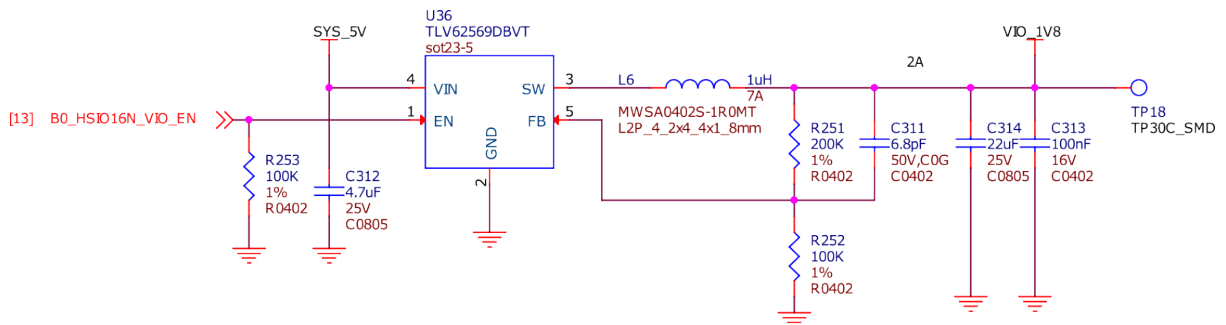 U36
TLV62569DBVT
sot23-5
SYS_5V
VIO_1V8
2A
4
VIN
SW
3
L6
1uH
7A
MWSA0402S-1R0MT
L2P_4_2x4_4x1_8mm
TP18
TP30C_SMD
[13] B0_HSIO16N_VIO_EN
1
EN
FB
5
GND
2
R253
100K
1%
R0402
C312
4.7uF
25V
C0805
R251
200K
1%
R0402
C311
6.8pF
50V,C0G
C0402
C314
22uF
25V
C0805
C313
100nF
16V
C0402
R252
100K
1%
R0402